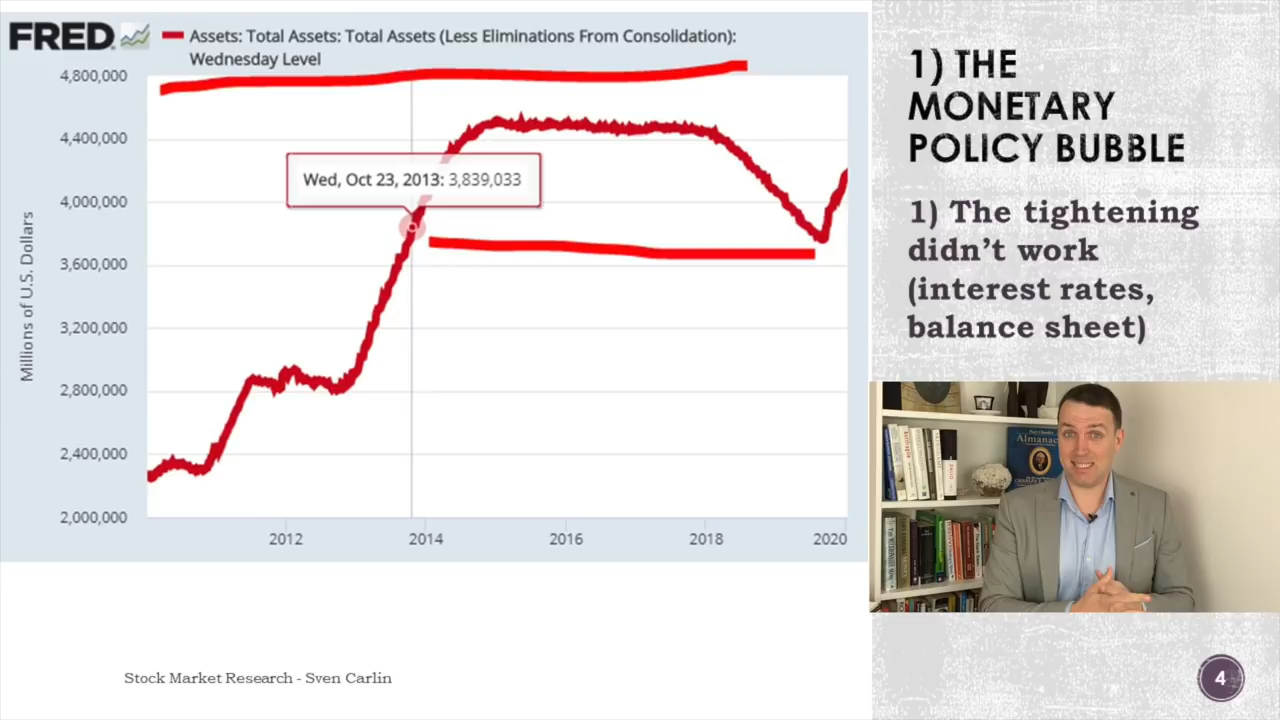 FRED
Assets: Total Assets: Total Assets (Less Eliminations From Consolidation):
Wednesday Level
4,800,000
4,400,000
4,000,000
3,600,000
3,200,000
2,800,000
2,400,000
2,000,000
Millions of U.S. Dollars
Wed, Oct 23, 2013: 3,839,033
2012
2014
2016
2018
2020
1) THE
MONETARY
POLICY BUBBLE
1) The tightening
didn’t work
(interest rates,
balance sheet)
Almanac
Stock Market Research - Sven Carlin
4